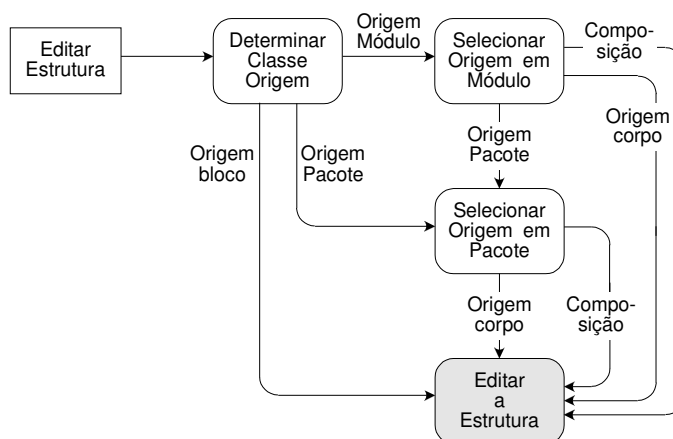 Editar
Estrutura
Determinar
Classe
Origem
Origem
Módulo
Selecionar
Origem em
Módulo
Compo-
sição
Origem
corpo
Origem
bloco
Origem
Pacote
Origem
Pacote
Selecionar
Origem em
Pacote
Origem
corpo
Compo-
sição
Editar
a
Estrutura